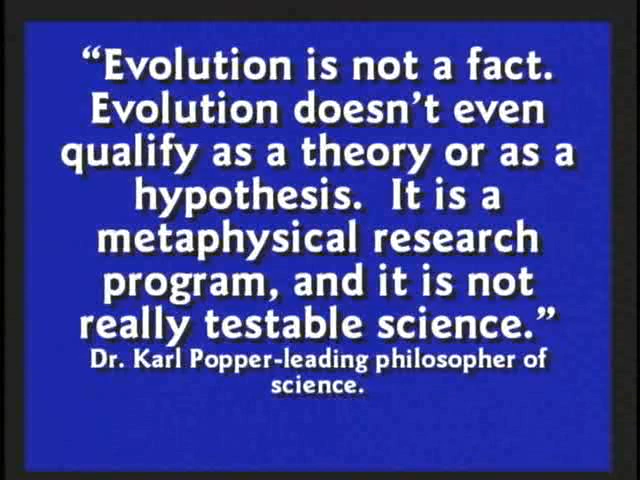 “Evolution is not a fact.
Evolution doesn’t even
qualify as a theory or as a
hypothesis. It is a
metaphysical research
program, and it is not
really testable science.”
Dr. Karl Popper-leading philosopher of
science.